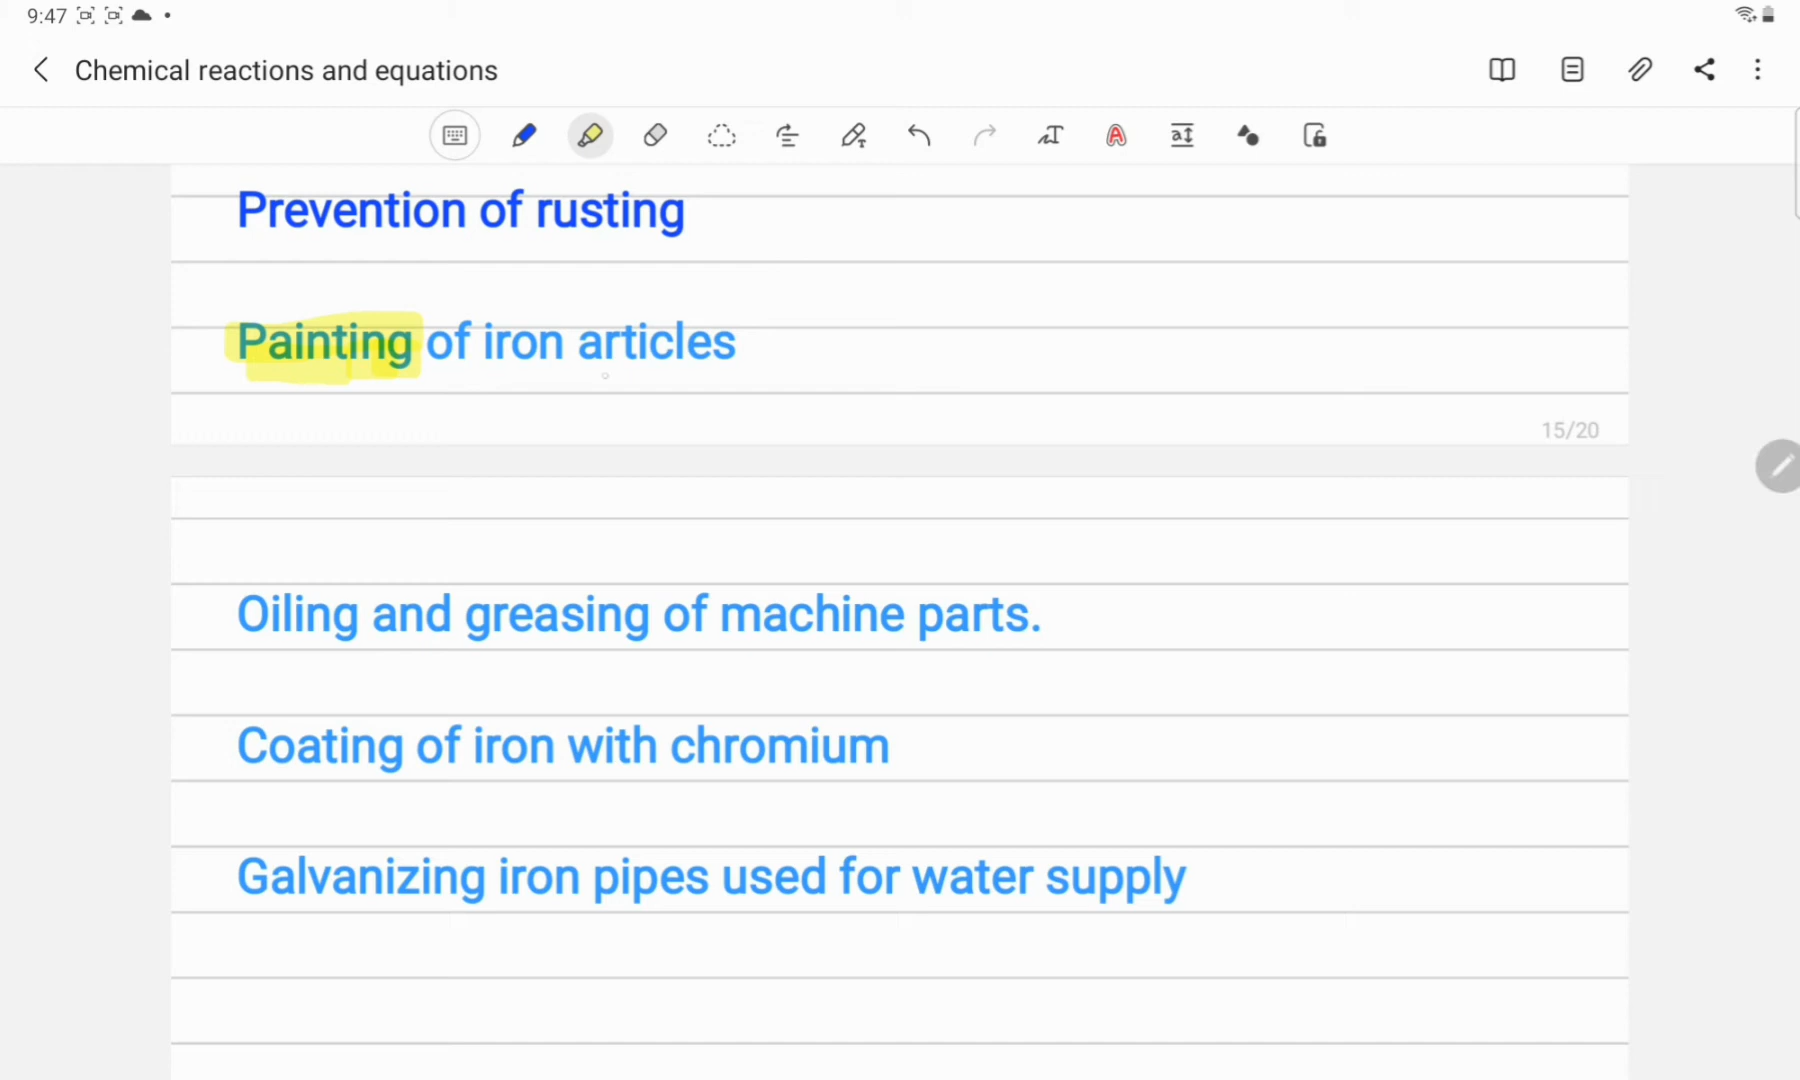 9:47
Chemical reactions and equations
Prevention of rusting
Painting of iron articles
15/20
Oiling and greasing of machine parts.
Coating of iron with chromium
Galvanizing iron pipes used for water supply